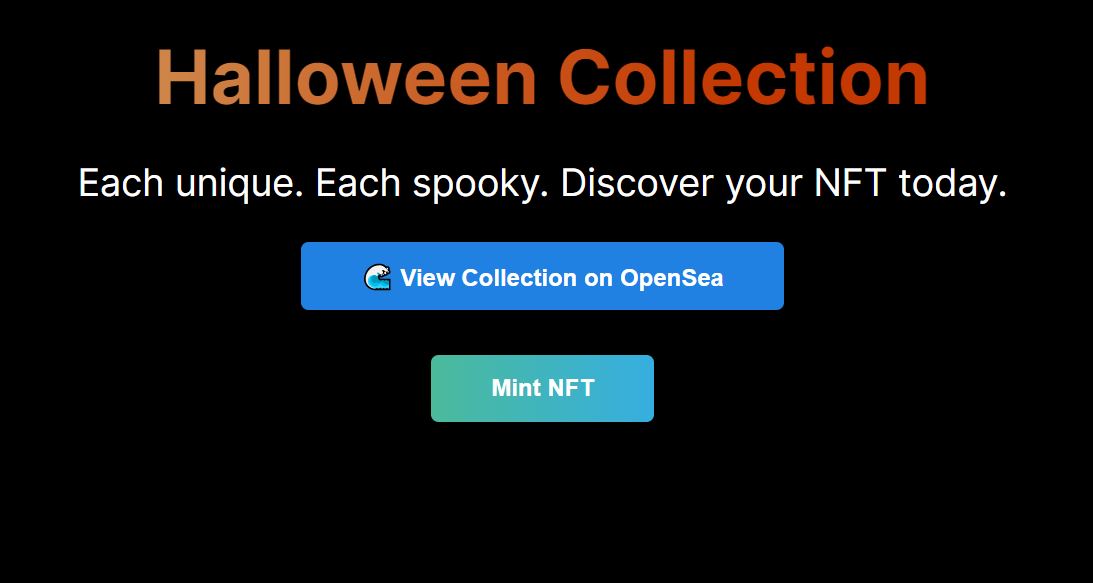 Halloween Collection
Each unique. Each spooky. Discover your NFT today.
🌊 View Collection on OpenSea
Mint NFT